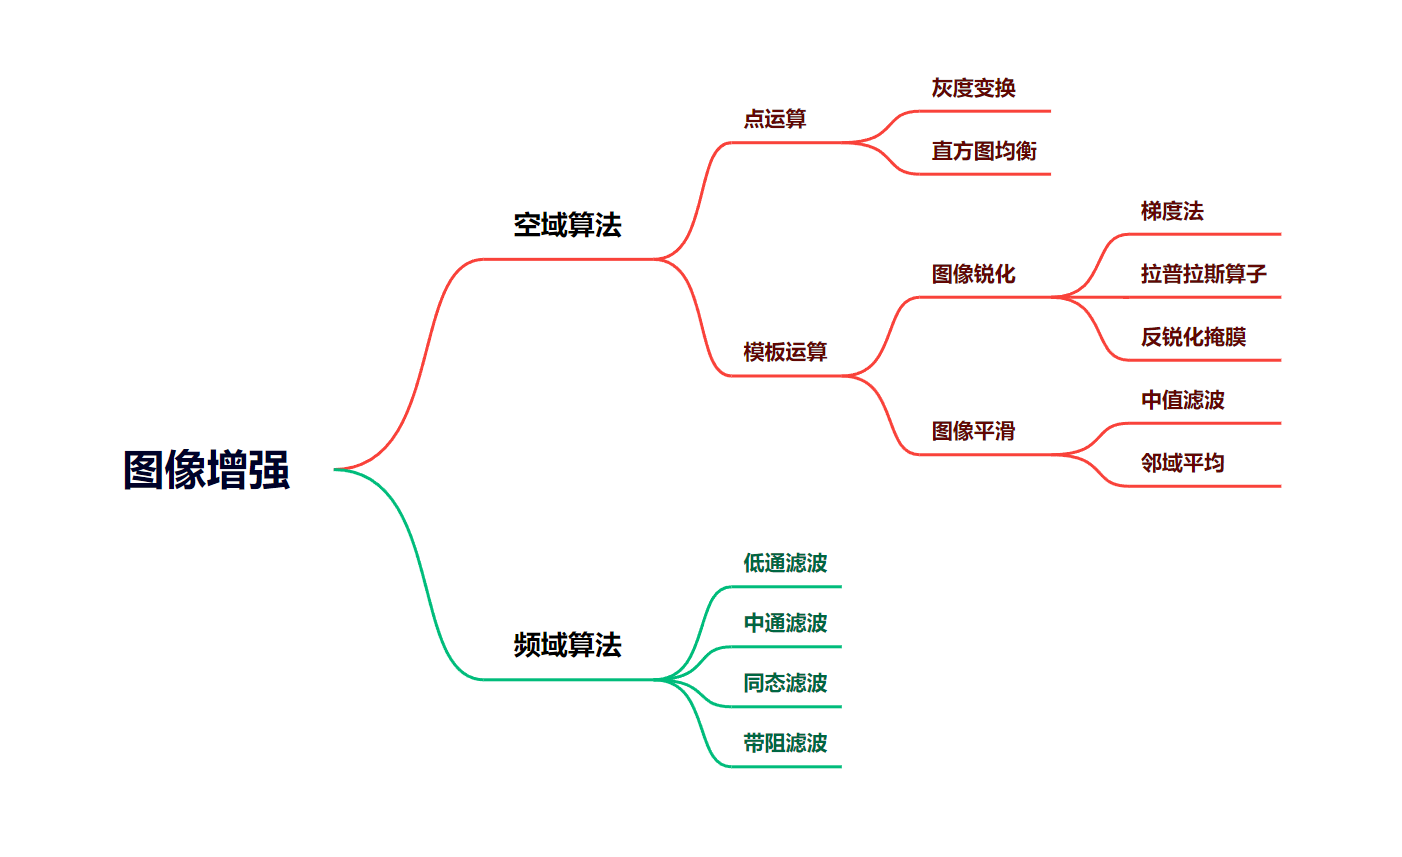 图像增强
空域算法
点运算
灰度变换
直方图均衡
模板运算
图像锐化
梯度法
拉普拉斯算子
反锐化掩膜
图像平滑
中值滤波
邻域平均
频域算法
低通滤波
中通滤波
同态滤波
带阻滤波